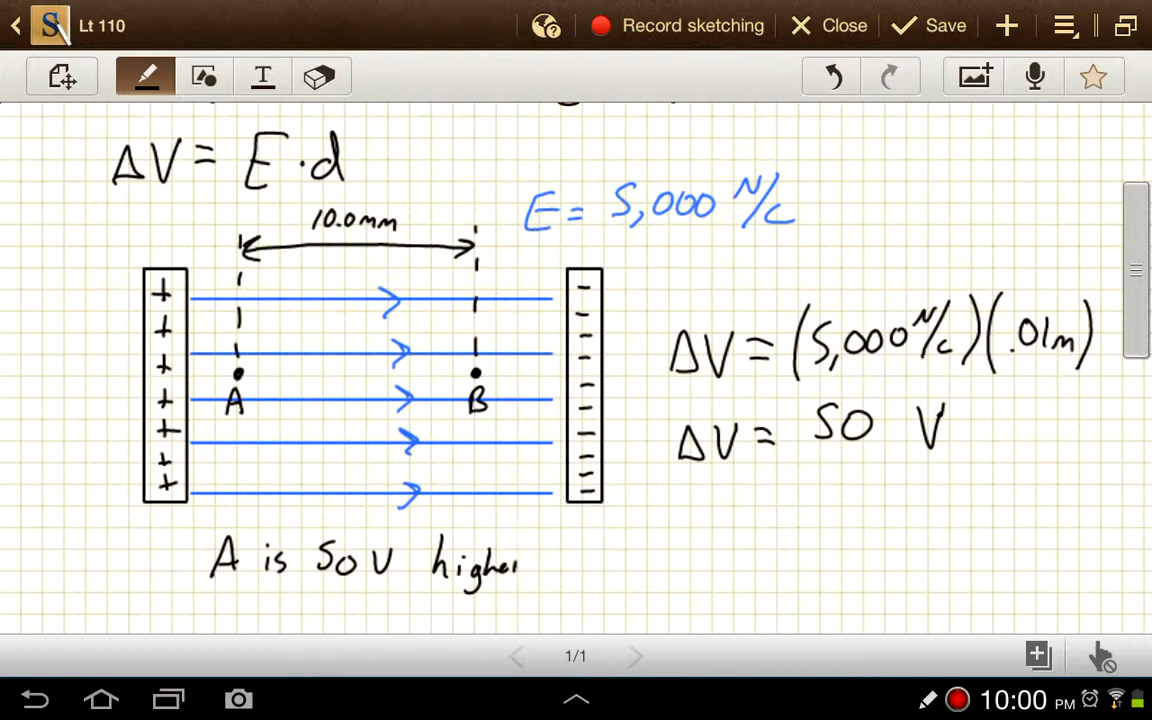 S Lt 110 Record sketching Close Save
T
ΔV = E·d
10.0mm
E = 5,000 N/C
+ -
+ -
+ -
+ -
+ -
+ -
+ -
-
-
-
A B
ΔV = (5,000 N/C)(.01m)
ΔV = 50 V
A is 50V higher
1/1
10:00 PM